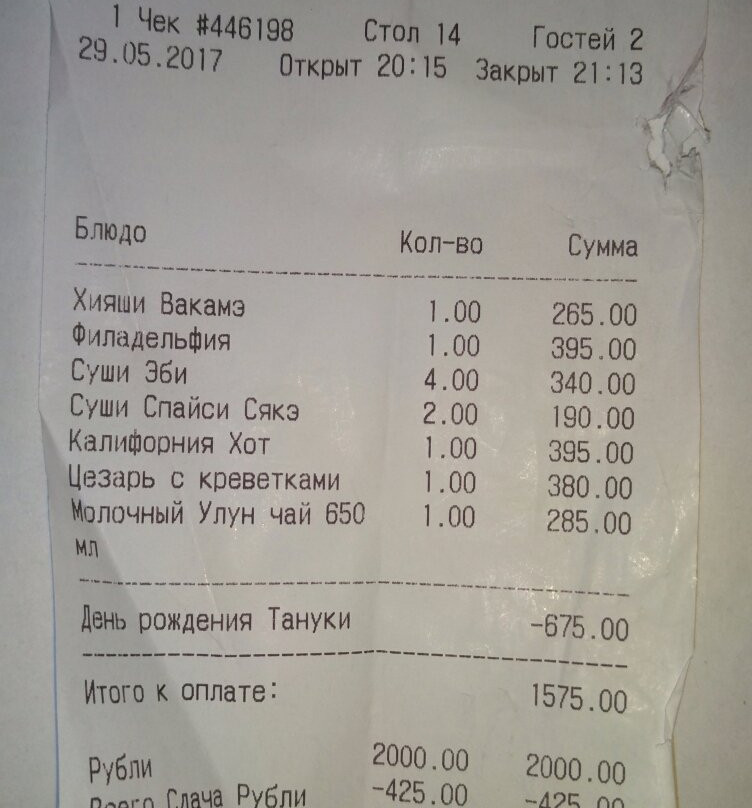 1 Чек #446198 Стол 14 Гостей 2
29.05.2017 Открыт 20:15 Закрыт 21:13
Блюдо Кол-во Сумма
Хияши Вакамэ 1.00 265.00
Филадельфия 1.00 395.00
Суши Эби 4.00 340.00
Суши Спайси Сякэ 2.00 190.00
Калифорния Хот 1.00 395.00
Цезарь с креветками 1.00 380.00
Молочный Улун чай 650 1.00 285.00
мл
День рождения Тануки -675.00
Итого к оплате: 1575.00
Рубли 2000.00 2000.00
Всего Сдача Рубли -425.00 -425.00